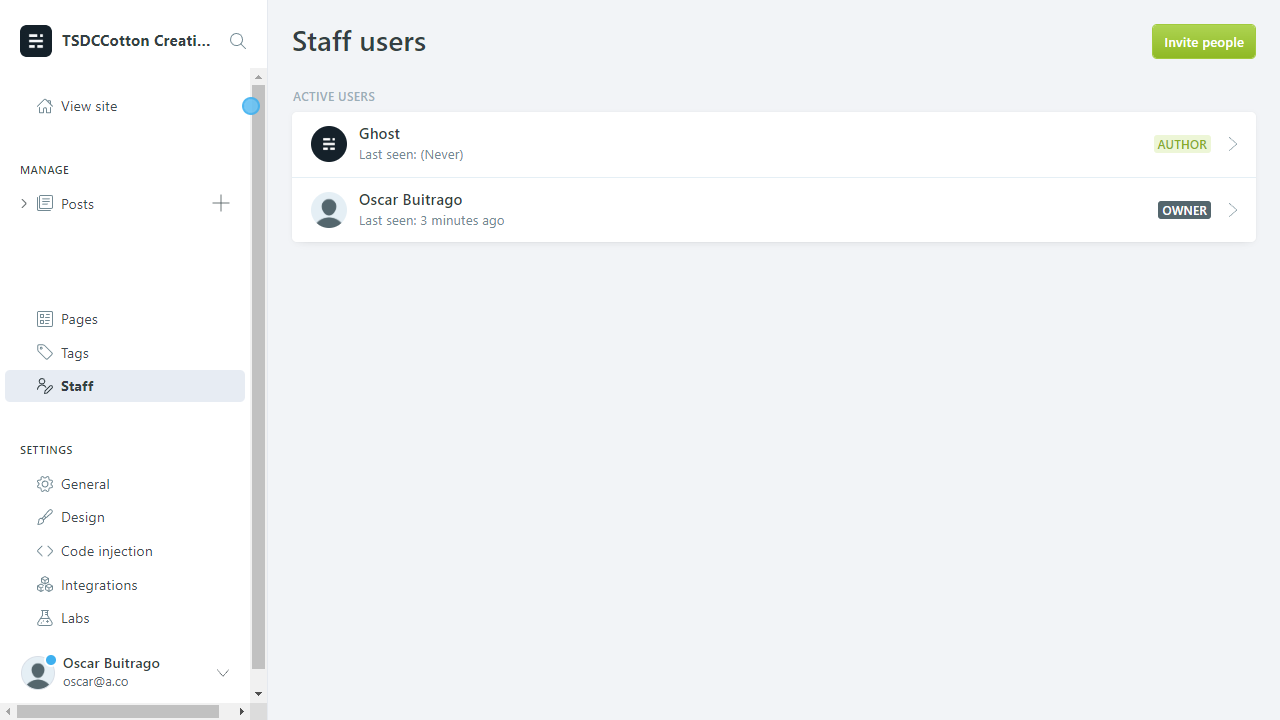 TSDCCotton Creati...
View site
MANAGE
Posts
Pages
Tags
Staff
SETTINGS
General
Design
Code injection
Integrations
Labs
Oscar Buitrago
oscar@a.co
Staff users
Invite people
ACTIVE USERS
Ghost
Last seen: (Never)
AUTHOR
Oscar Buitrago
Last seen: 3 minutes ago
OWNER